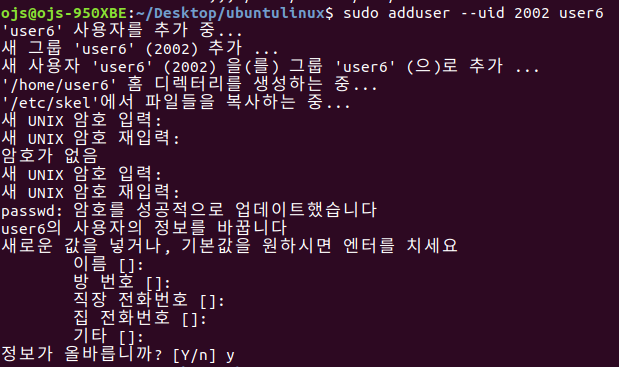 ojs@ojs-950XBE:~/Desktop/ubuntulinux$ sudo adduser --uid 2002 user6
'user6' 사용자를 추가 중...
새 그룹 'user6' (2002) 추가 ...
새 사용자 'user6' (2002) 을(를) 그룹 'user6' (으)로 추가 ...
'/home/user6' 홈 디렉터리를 생성하는 중...
'/etc/skel'에서 파일들을 복사하는 중...
새 UNIX 암호 입력:
새 UNIX 암호 재입력:
암호가 없음
새 UNIX 암호 입력:
새 UNIX 암호 재입력:
passwd: 암호를 성공적으로 업데이트했습니다
user6의 사용자의 정보를 바꿉니다
새로운 값을 넣거나, 기본값을 원하시면 엔터를 치세요
이름 []:
방 번호 []:
직장 전화번호 []:
집 전화번호 []:
기타 []:
정보가 올바릅니까? [Y/n] y